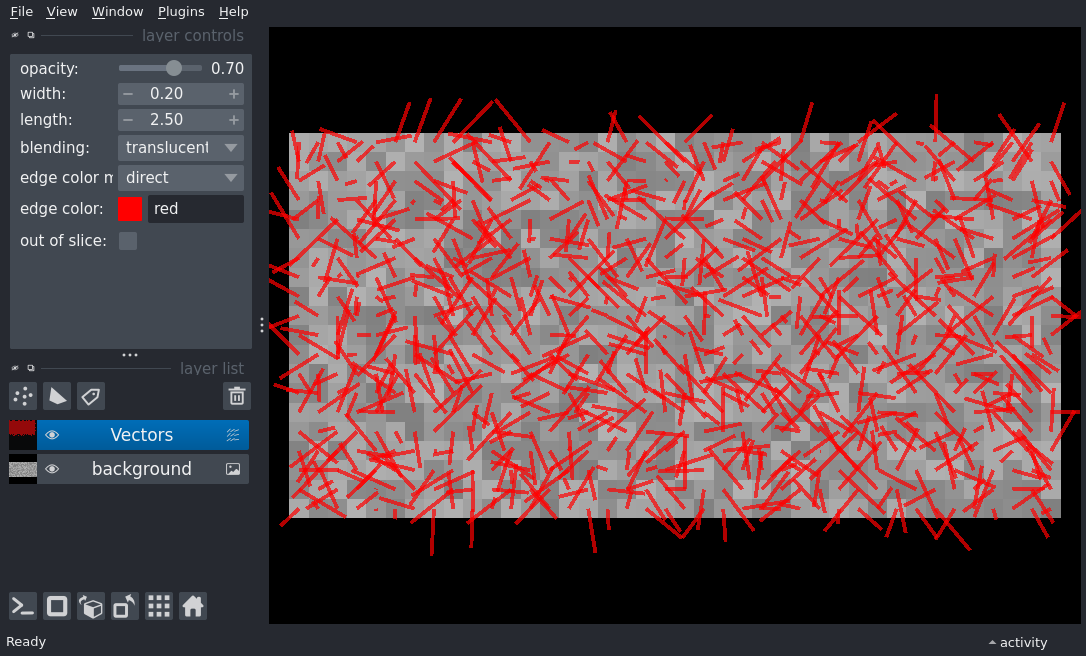 File View Window Plugins Help
layer controls
opacity: 0.70
width: − 0.20 +
length: − 2.50 +
blending: translucent
edge color m direct
edge color: red
out of slice:
layer list
Vectors
background
Ready
activity